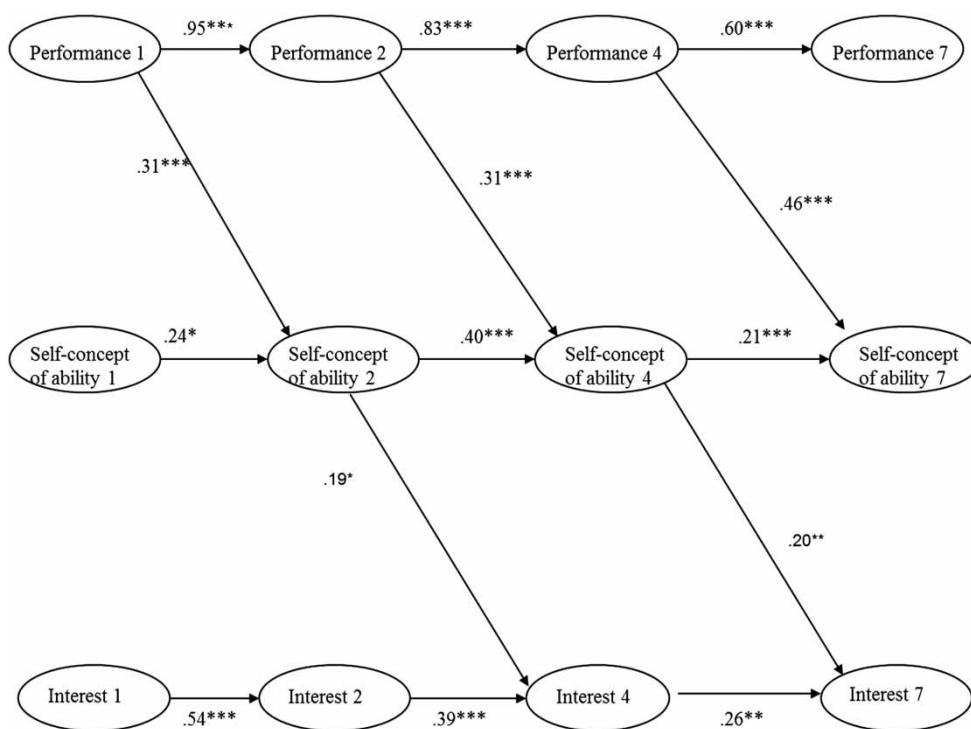 .95*** .83*** .60***
Performance 1 Performance 2 Performance 4 Performance 7
.31*** .31*** .46***
.24* .40*** .21***
Self-concept of ability 1
Self-concept of ability 2
Self-concept of ability 4
Self-concept of ability 7
.19*
.20**
Interest 1 Interest 2 Interest 4 Interest 7
.54*** .39*** .26**